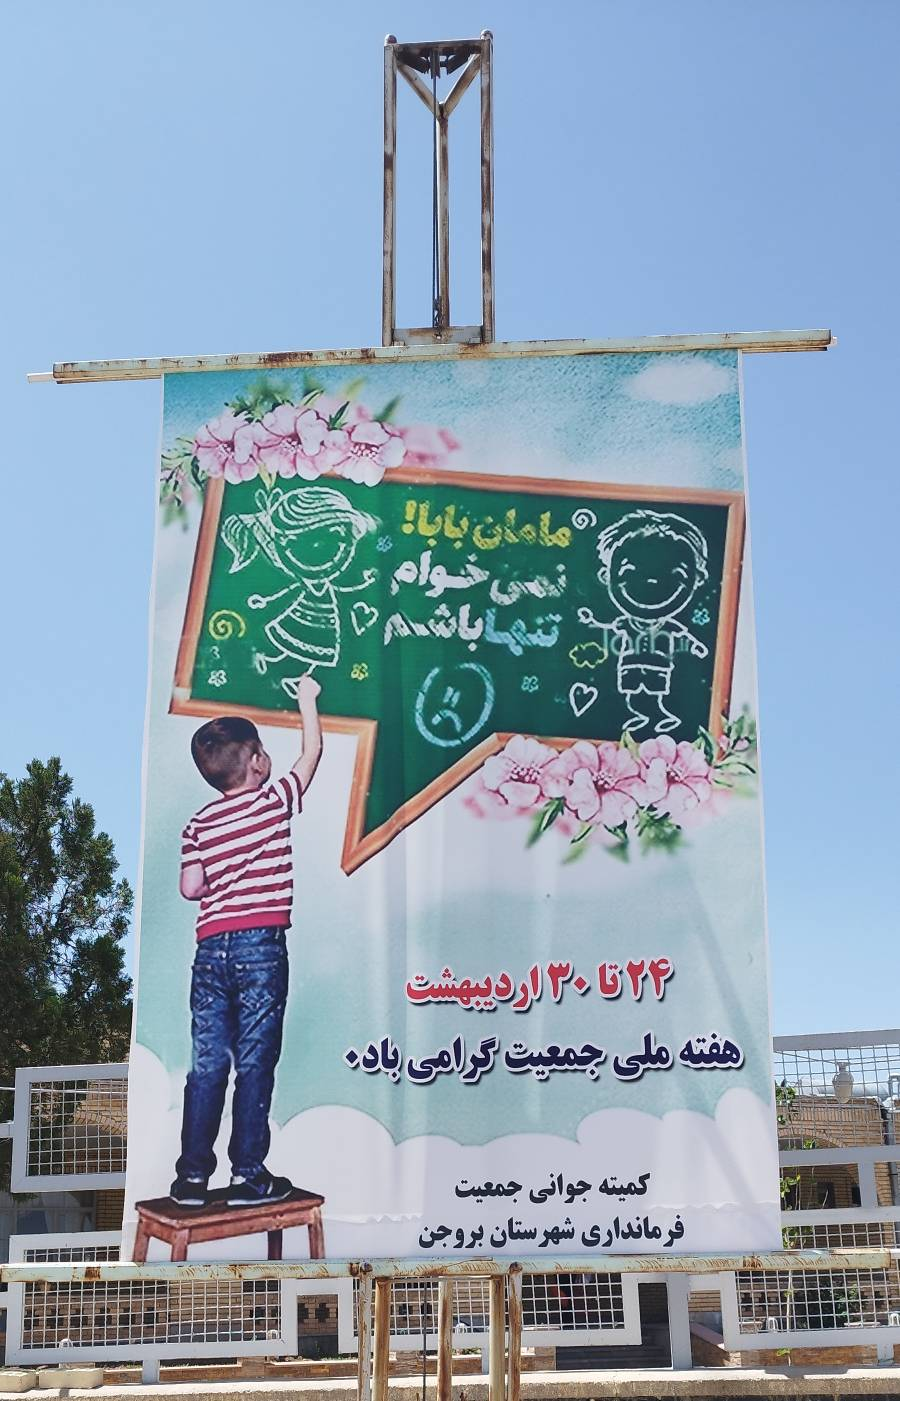 مامان بابا!
نمی خوام
تنها باشم
۲۴ تا ۳۰ اردیبهشت
هفته ملی جمعیت گرامی باد.
کمیته جوانی جمعیت
فرمانداری شهرستان بروجن